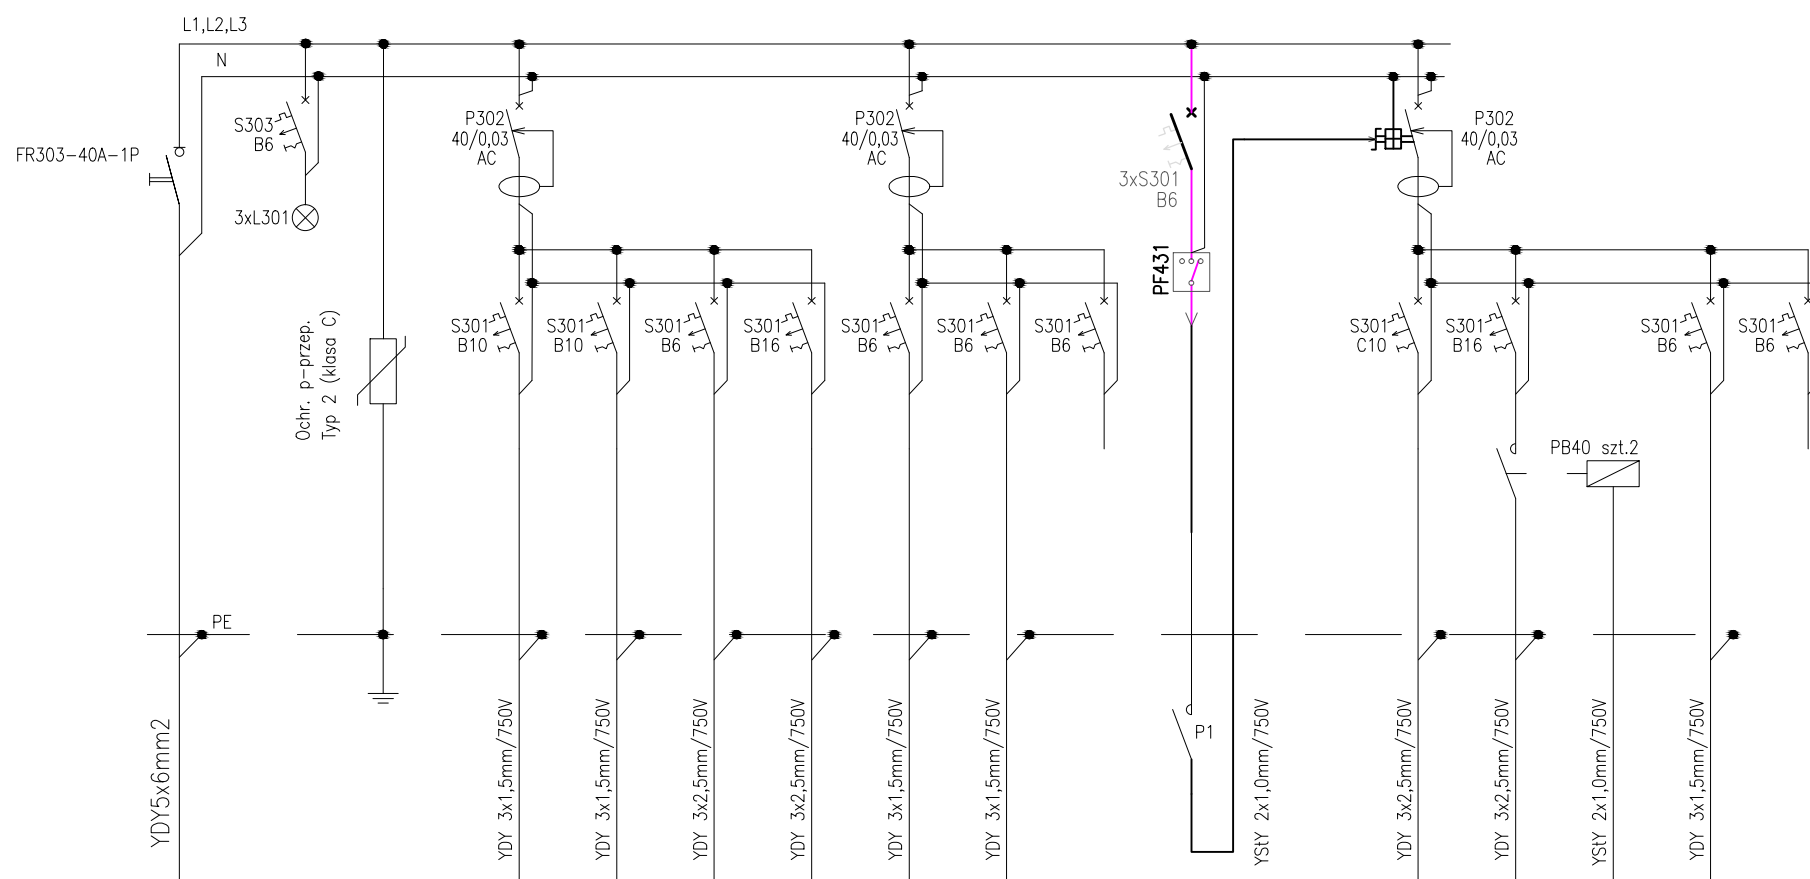 L1,L2,L3
N
FR303-40A-1P
S303
B6
3xL301
P302
40/0,03
AC
P302
40/0,03
AC
3xS301
B6
P302
40/0,03
AC
PF431
Ochr. p-przep.
Typ 2 (klasa C)
S301
B10
S301
B10
S301
B6
S301
B16
S301
B6
S301
B6
S301
B6
S301
C10
S301
B16
S301
B6
S301
B6
PB40 szt.2
PE
P1
YDY5x6mm2
YDY 3x1,5mm/750V
YDY 3x1,5mm/750V
YDY 3x2,5mm/750V
YDY 3x2,5mm/750V
YDY 3x1,5mm/750V
YDY 3x1,5mm/750V
YStY 2x1,0mm/750V
YDY 3x2,5mm/750V
YDY 3x2,5mm/750V
YStY 2x1,0mm/750V
YDY 3x1,5mm/750V